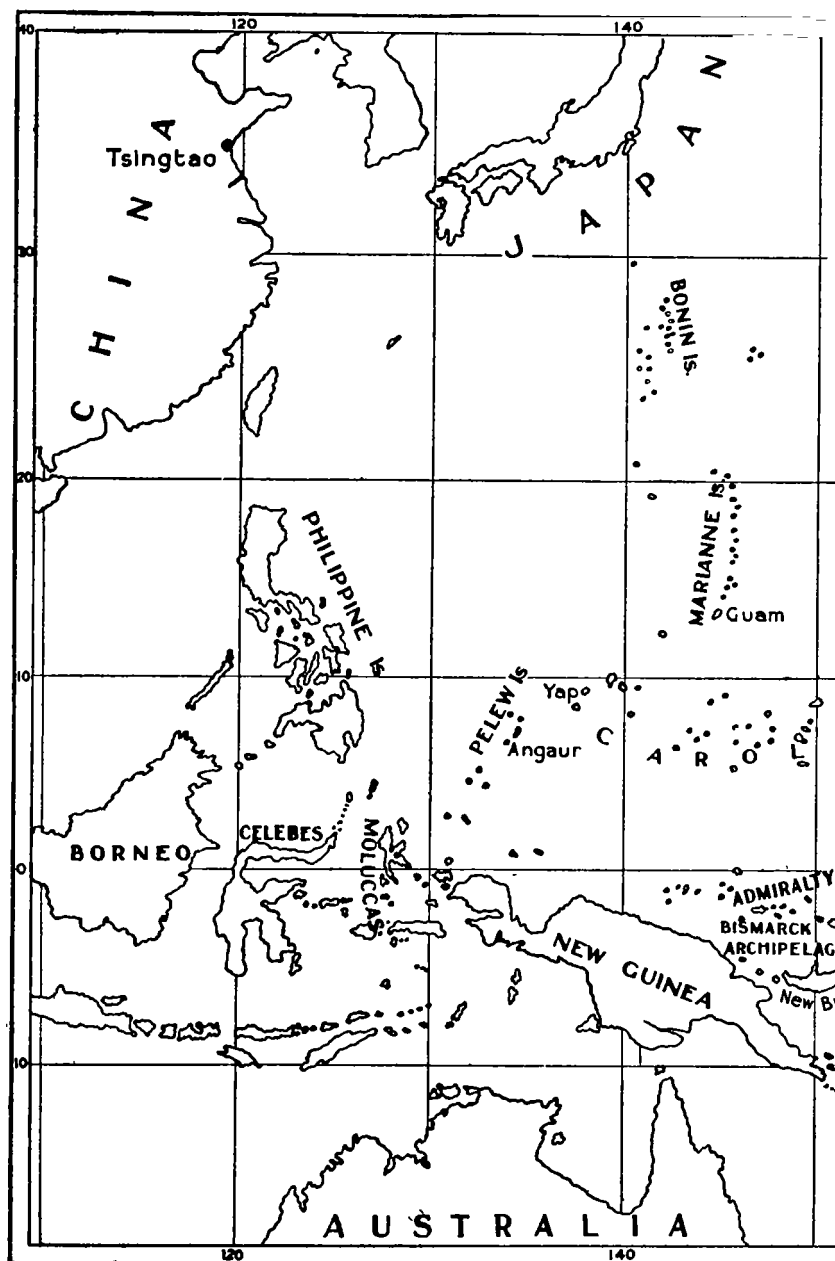 120
140
40
CHINA
Tsingtao
JAPAN
30
BONIN Is.
20
MARIANNE Is.
Guam
PHILIPPINE Is
10
PELEW Is
Yap
Angaur
C A R O L
BORNEO
CELEBES
MOLUCCAS
0
ADMIRALTY
BISMARCK
ARCHIPELAG
NEW GUINEA
New B
10
AUSTRALIA
120
140